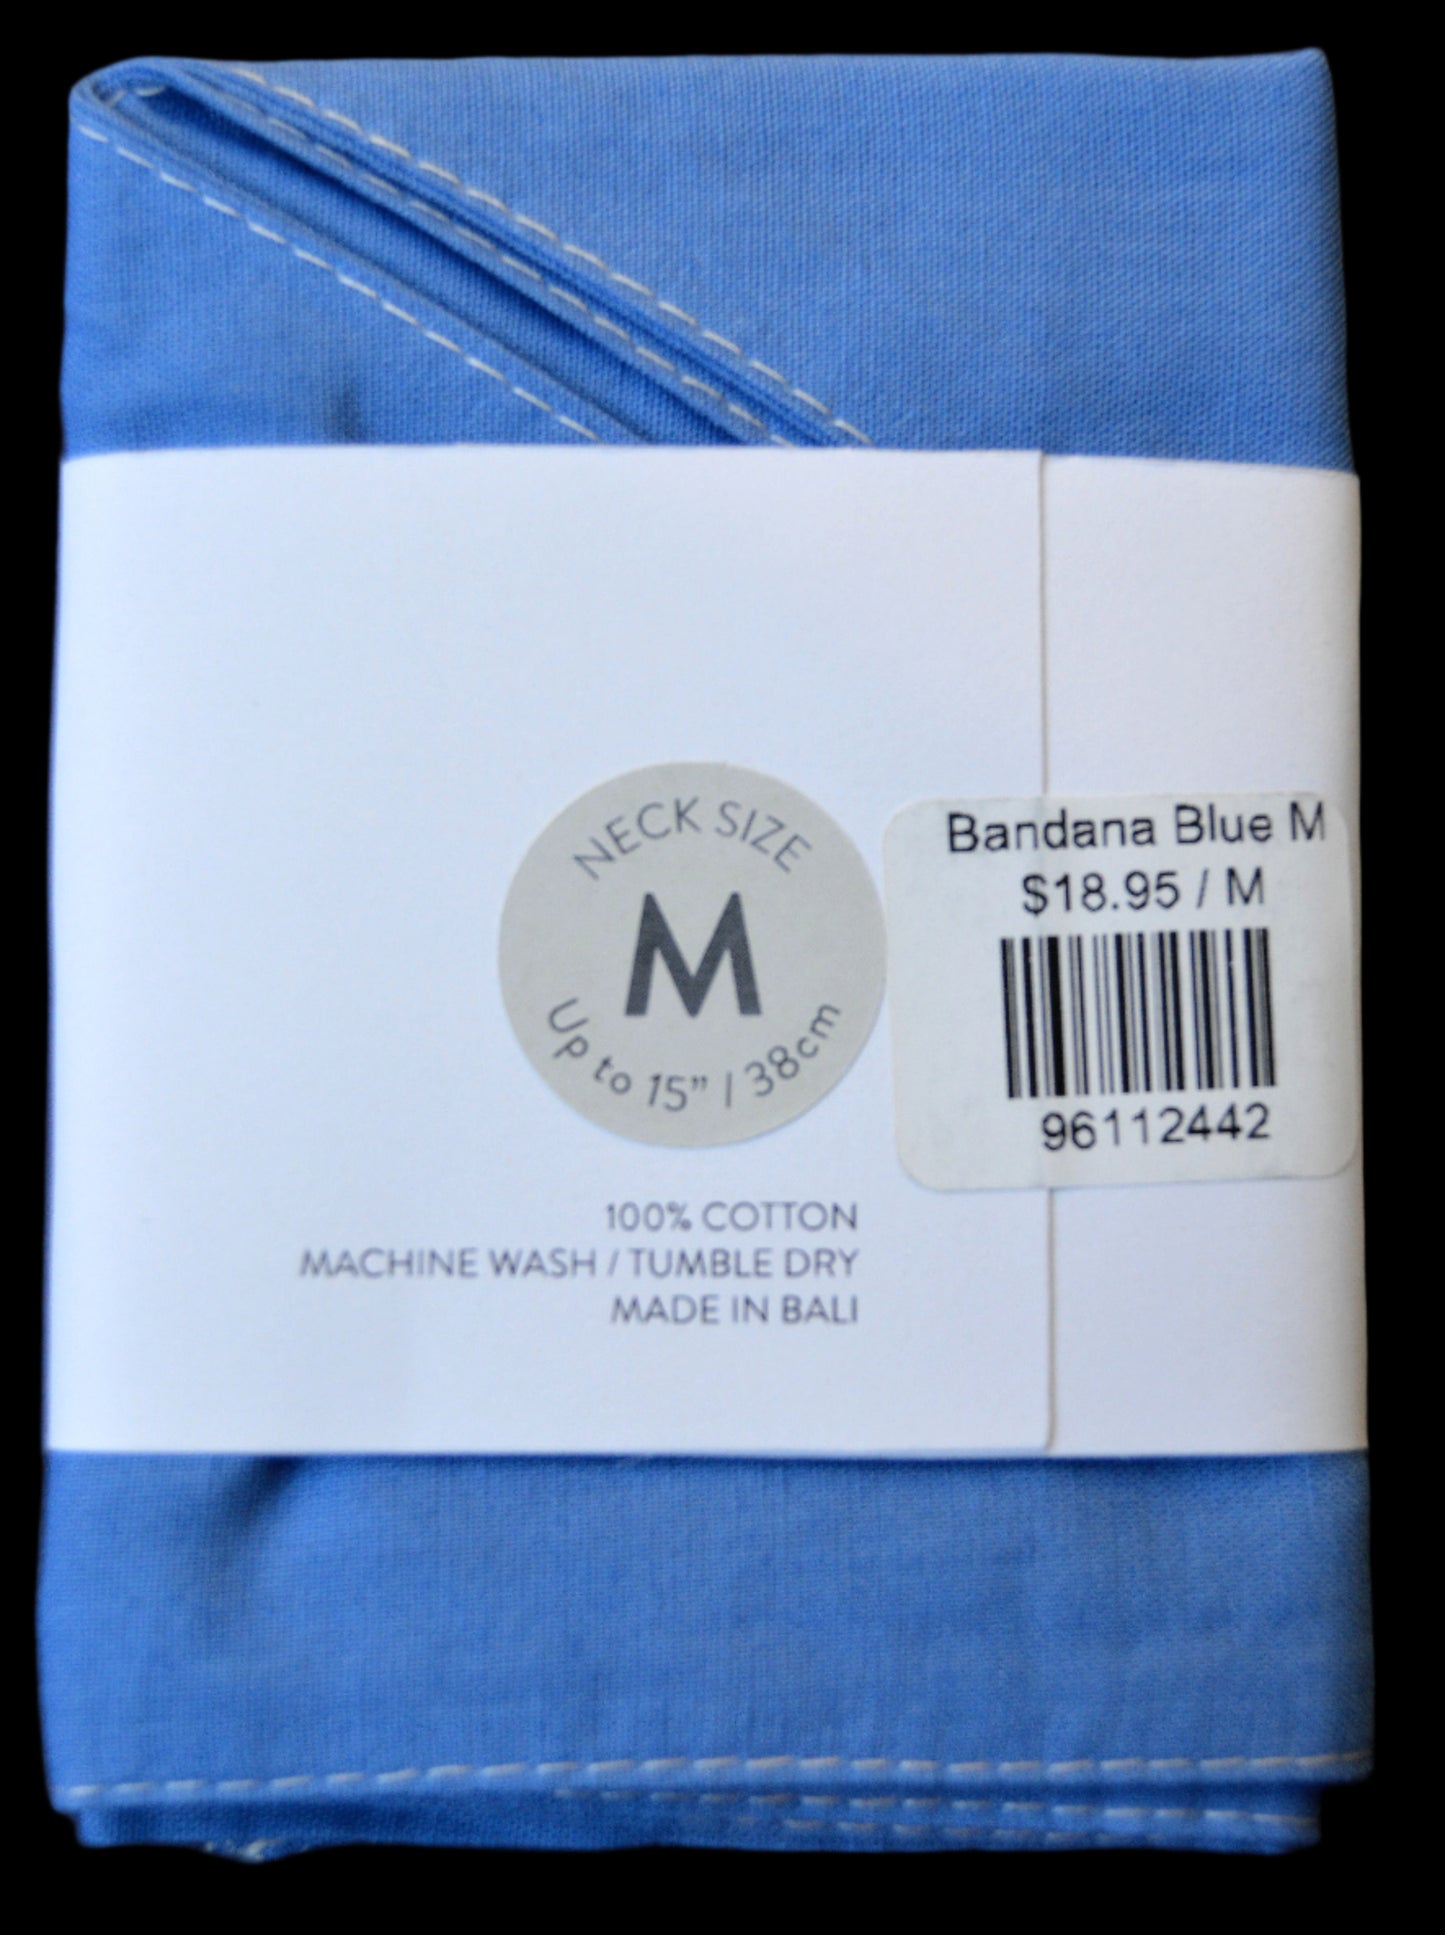 NECK SIZE
M
Up to 15” / 38cm
100% COTTON
MACHINE WASH / TUMBLE DRY
MADE IN BALI
Bandana Blue M
$18.95 / M
96112442